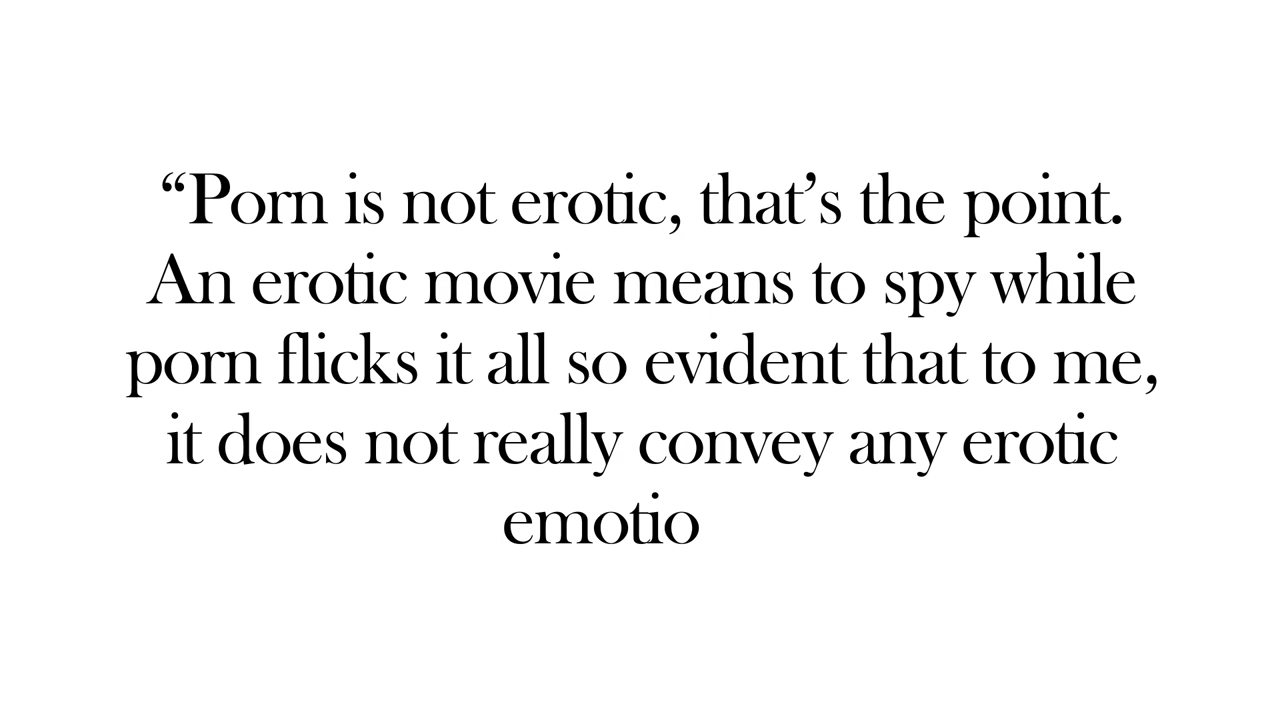 “Porn is not erotic, that’s the point.
An erotic movie means to spy while
porn flicks it all so evident that to me,
it does not really convey any erotic
emotio